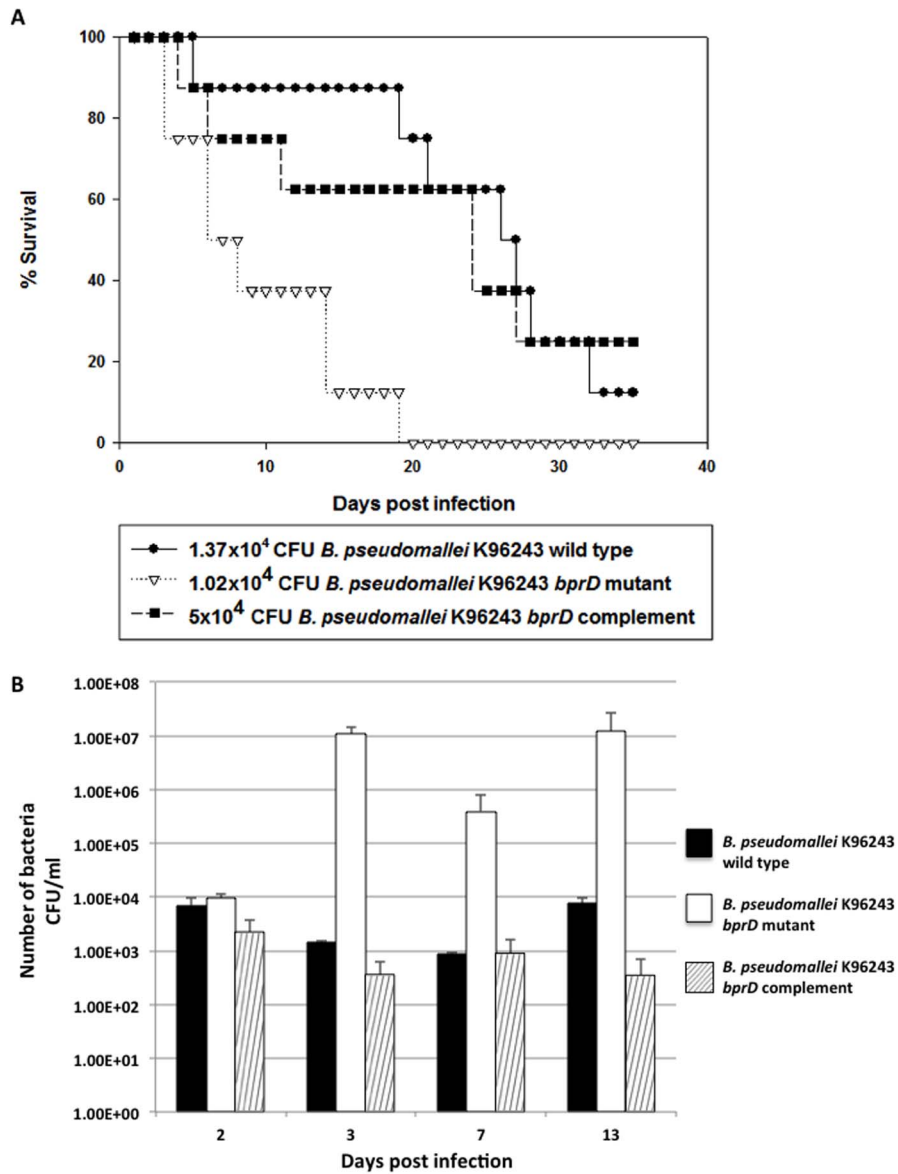 A
100
80
60
40
20
0
% Survival
0 10 20 30 40
Days post infection
1.37x10⁴ CFU B. pseudomallei K96243 wild type
1.02x10⁴ CFU B. pseudomallei K96243 bprD mutant
5x10⁴ CFU B. pseudomallei K96243 bprD complement
B
1.00E+08
1.00E+07
1.00E+06
1.00E+05
1.00E+04
1.00E+03
1.00E+02
1.00E+01
1.00E+00
Number of bacteria
CFU/ml
2 3 7 13
Days post infection
B. pseudomallei K96243
wild type
B. pseudomallei K96243
bprD mutant
B. pseudomallei K96243
bprD complement